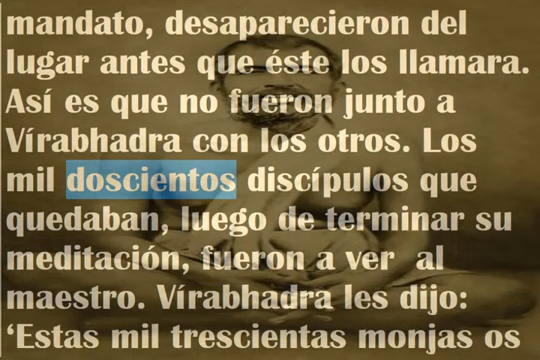 mandato, desaparecieron del
lugar antes que éste los llamara.
Así es que no fueron junto a
Vírabhadra con los otros. Los
mil doscientos discípulos que
quedaban, luego de terminar su
meditación, fueron a ver al
maestro. Vírabhadra les dijo:
‘Estas mil trescientas monjas os